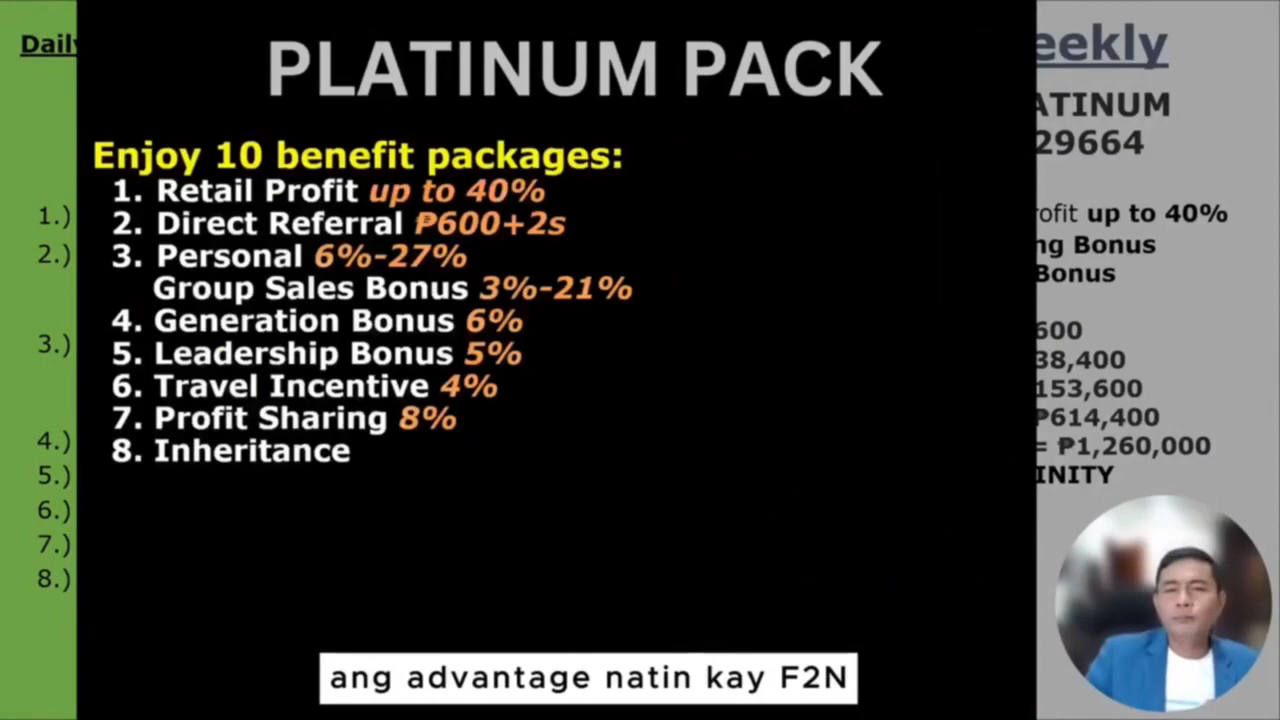 PLATINUM PACK
Enjoy 10 benefit packages:
1. Retail Profit up to 40%
2. Direct Referral ₱600+2s
3. Personal 6%-27%
Group Sales Bonus 3%-21%
4. Generation Bonus 6%
5. Leadership Bonus 5%
6. Travel Incentive 4%
7. Profit Sharing 8%
8. Inheritance
Daily
1.)
2.)
3.)
4.)
5.)
6.)
7.)
8.)
eekly
ATINUM
29664
rofit up to 40%
ng Bonus
Bonus
600
38,400
153,600
₱614,400
= ₱1,260,000
INITY
ang advantage natin kay F2N